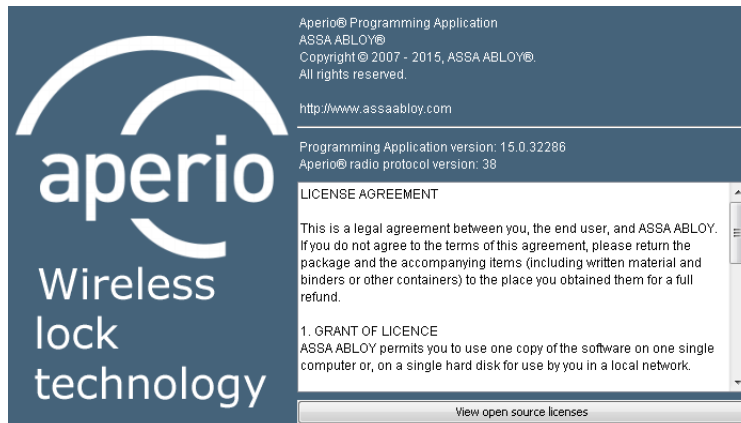 aperio
Wireless
lock
technology
Aperio® Programming Application
ASSA ABLOY®
Copyright © 2007 - 2015, ASSA ABLOY®.
All rights reserved.
http://www.assaabloy.com
Programming Application version: 15.0.32286
Aperio® radio protocol version: 38
LICENSE AGREEMENT
This is a legal agreement between you, the end user, and ASSA ABLOY.
If you do not agree to the terms of this agreement, please return the
package and the accompanying items (including written material and
binders or other containers) to the place you obtained them for a full
refund.
1. GRANT OF LICENCE
ASSA ABLOY permits you to use one copy of the software on one single
computer or, on a single hard disk for use by you in a local network.
View open source licenses